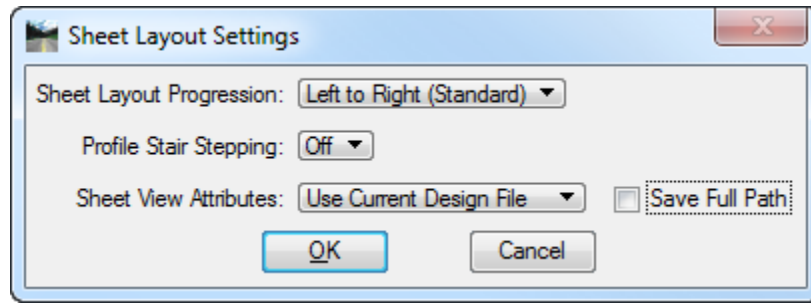 Sheet Layout Settings
Sheet Layout Progression: Left to Right (Standard)
Profile Stair Stepping: Off
Sheet View Attributes: Use Current Design File Save Full Path
OK Cancel